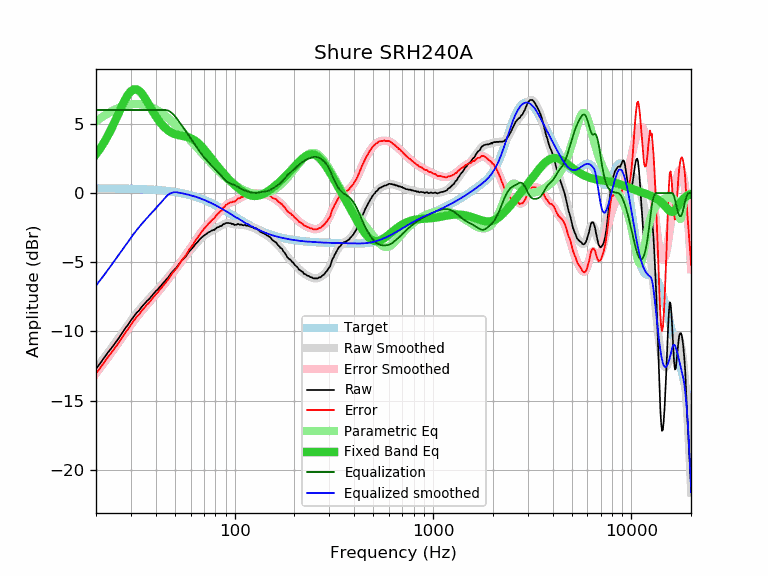 Shure SRH240A
5
0
−5
−10
−15
−20
Amplitude (dBr)
Target
Raw Smoothed
Error Smoothed
Raw
Error
Parametric Eq
Fixed Band Eq
Equalization
Equalized smoothed
100
1000
10000
Frequency (Hz)